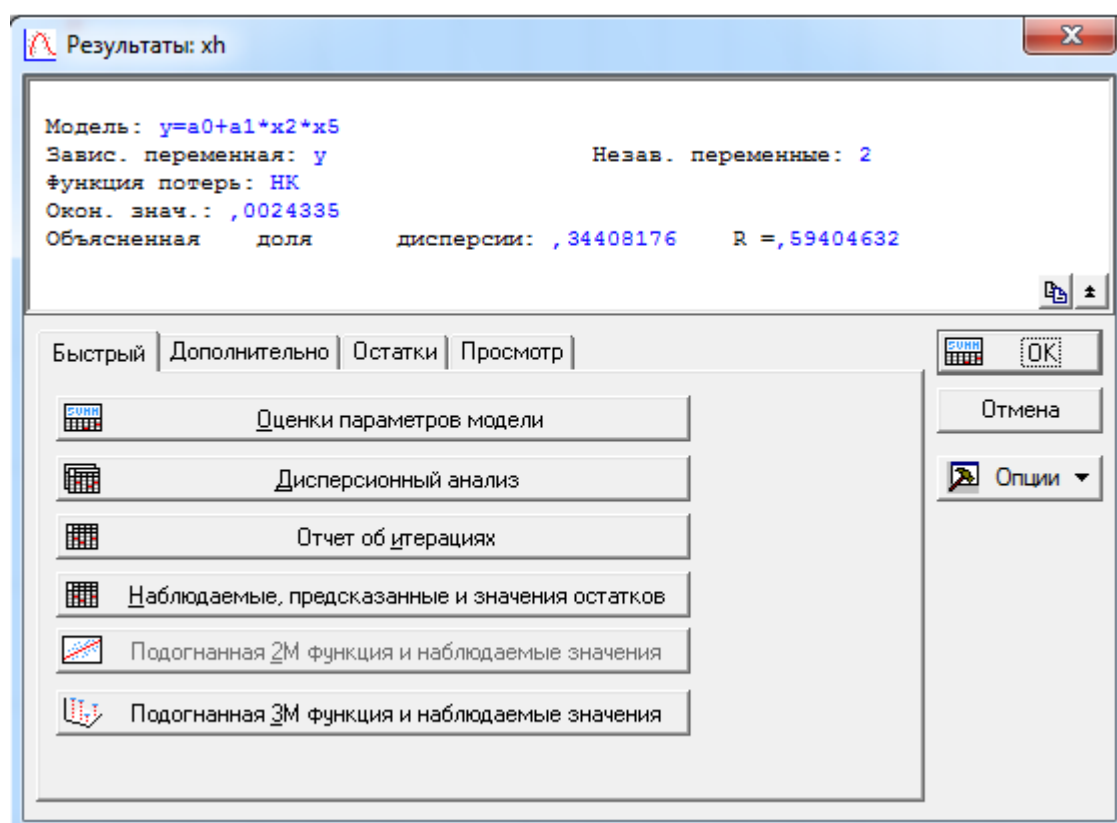 Результаты: xh
Модель: y=a0+a1*x2*x5
Завис. переменная: y Незав. переменные: 2
Функция потерь: НК
Окон. знач.: ,0024335
Объясненная доля дисперсии: ,34408176 R =,59404632
Быстрый Дополнительно Остатки Просмотр
SUMM OK
SUMM Оценки параметров модели
Отмена
Дисперсионный анализ
Опции
Отчет об итерациях
Наблюдаемые, предсказанные и значения остатков
Подогнанная 2М функция и наблюдаемые значения
Подогнанная 3М функция и наблюдаемые значения